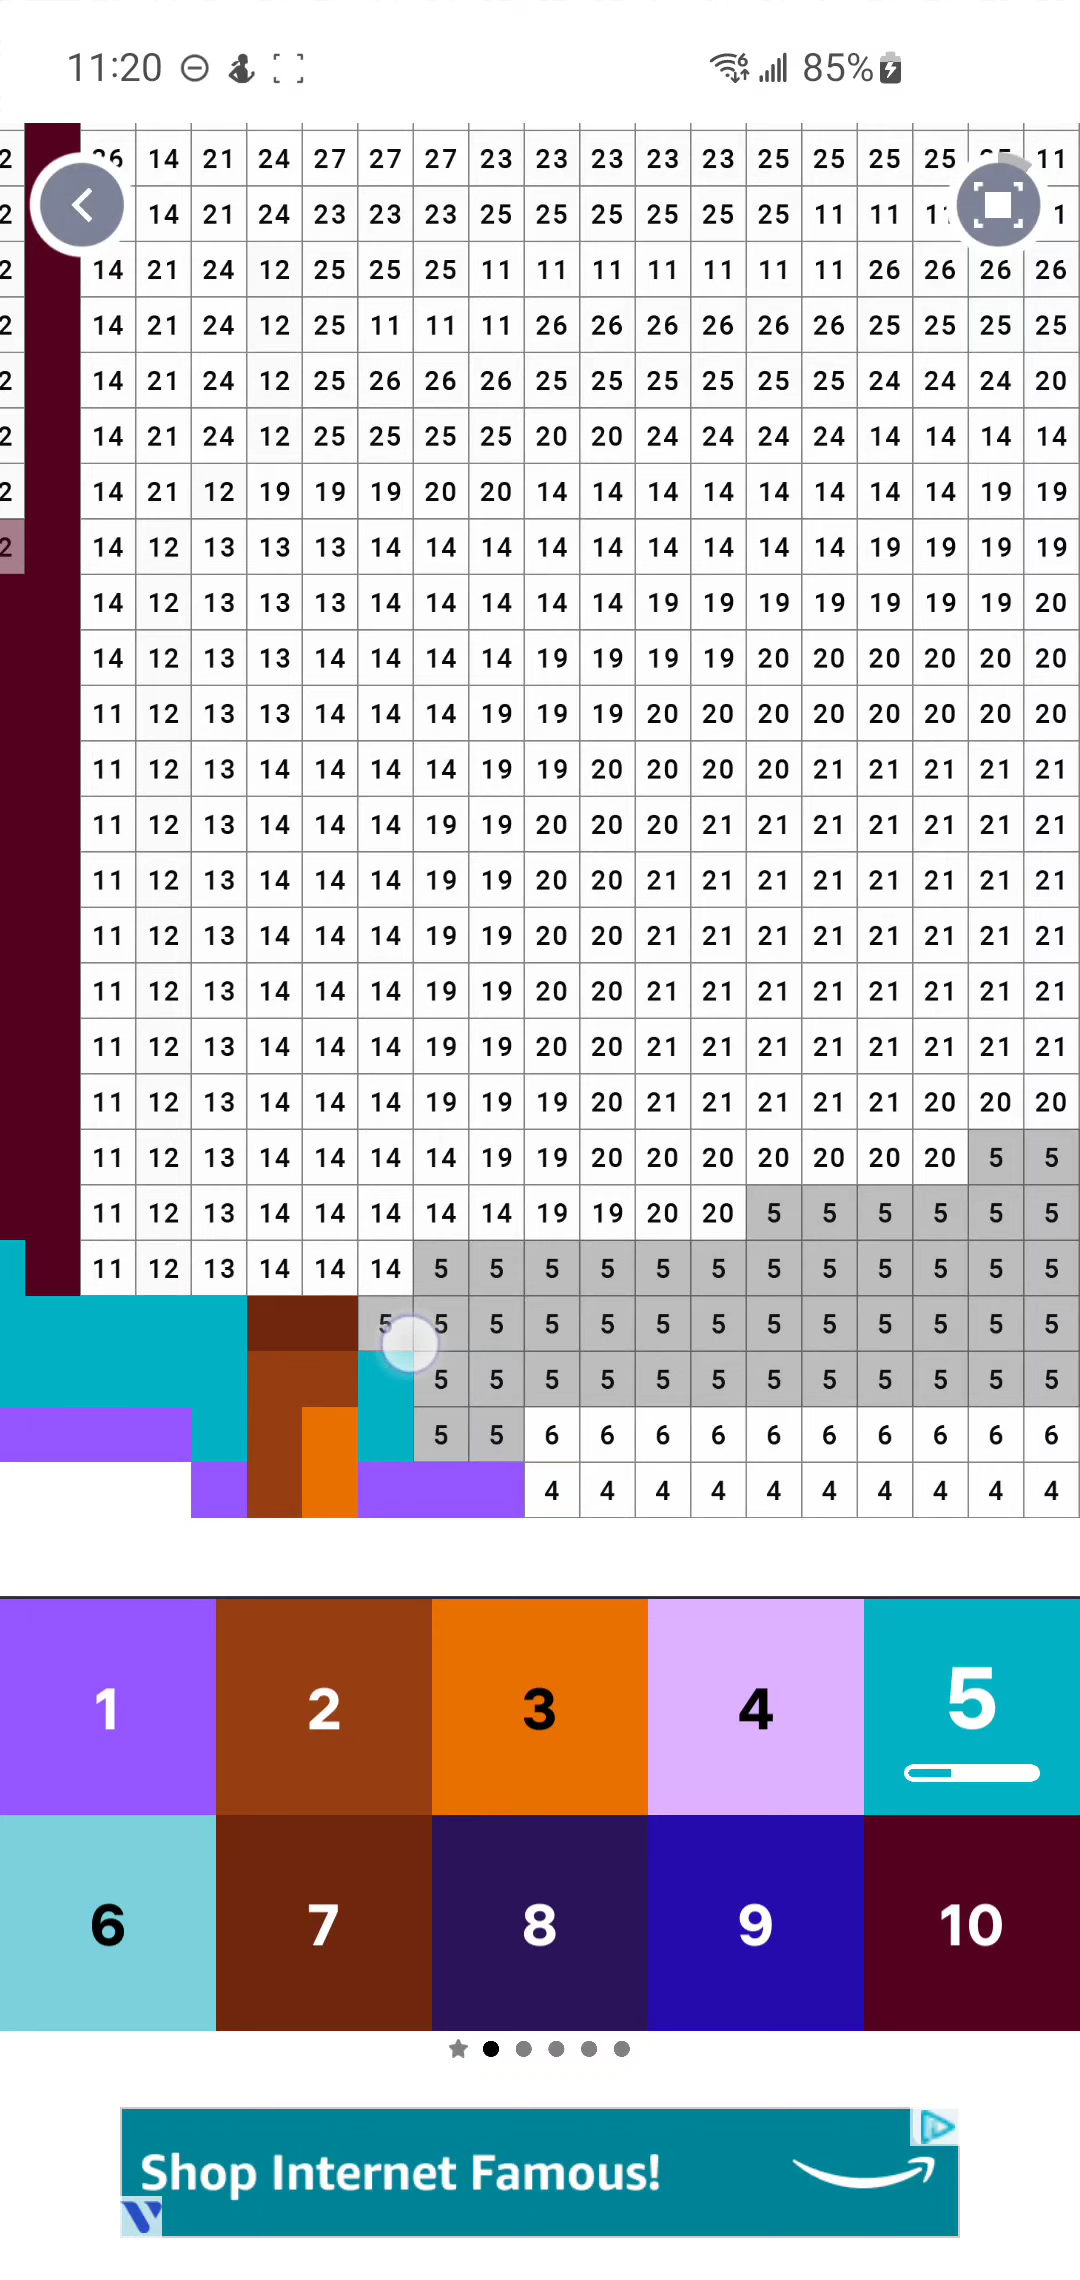 11:20 85%
2 26 14 21 24 27 27 27 23 23 23 23 23 25 25 25 25 25 11
2 14 21 24 23 23 23 25 25 25 25 25 25 11 11 11 1
2 14 21 24 12 25 25 25 11 11 11 11 11 11 11 26 26 26 26
2 14 21 24 12 25 11 11 11 26 26 26 26 26 26 25 25 25 25
2 14 21 24 12 25 26 26 26 25 25 25 25 25 25 24 24 24 20
2 14 21 24 12 25 25 25 25 20 20 24 24 24 24 14 14 14 14
2 14 21 12 19 19 19 20 20 14 14 14 14 14 14 14 14 19 19
2 14 12 13 13 13 14 14 14 14 14 14 14 14 14 19 19 19 19
14 12 13 13 13 14 14 14 14 14 19 19 19 19 19 19 19 20
14 12 13 13 14 14 14 14 19 19 19 19 20 20 20 20 20 20
11 12 13 13 14 14 14 19 19 19 20 20 20 20 20 20 20 20
11 12 13 14 14 14 14 19 19 20 20 20 20 21 21 21 21 21
11 12 13 14 14 14 19 19 20 20 20 21 21 21 21 21 21 21
11 12 13 14 14 14 19 19 20 20 21 21 21 21 21 21 21 21
11 12 13 14 14 14 19 19 20 20 21 21 21 21 21 21 21 21
11 12 13 14 14 14 19 19 20 20 21 21 21 21 21 21 21 21
11 12 13 14 14 14 19 19 20 20 21 21 21 21 21 21 21 21
11 12 13 14 14 14 19 19 19 20 21 21 21 21 21 20 20 20
11 12 13 14 14 14 14 19 19 20 20 20 20 20 20 20 5 5
11 12 13 14 14 14 14 14 19 19 20 20 5 5 5 5 5 5
11 12 13 14 14 14 5 5 5 5 5 5 5 5 5 5 5 5
5 5 5 5 5 5 5 5 5 5 5 5 5
5 5 5 5 5 5 5 5 5 5 5 5
5 5 6 6 6 6 6 6 6 6 6 6
4 4 4 4 4 4 4 4 4 4
1 2 3 4 5
6 7 8 9 10
Shop Internet Famous!